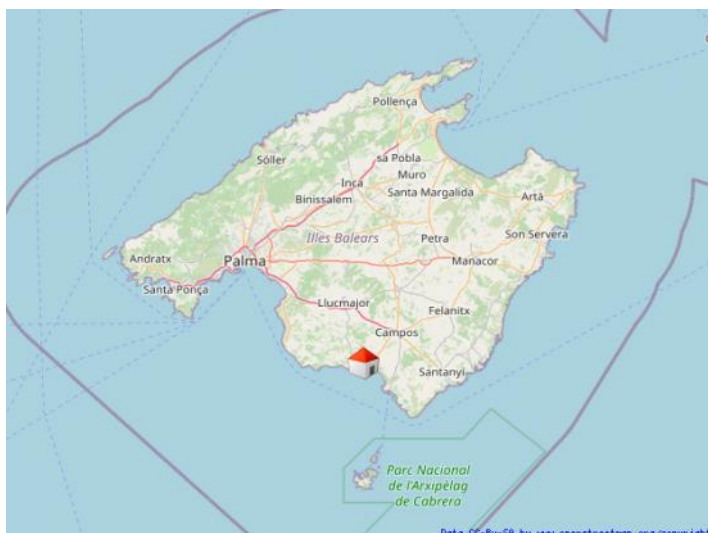 Pollença
sa Pobla
Sóller
Muro
Inca
Santa Margalida
Artà
Binissalem
Illes Balears
Petra
Son Servera
Andratx
Palma
Manacor
Santa Ponça
Llucmajor
Felanitx
Campos
Santanyí
Parc Nacional
de l'Arxipèlag
de Cabrera